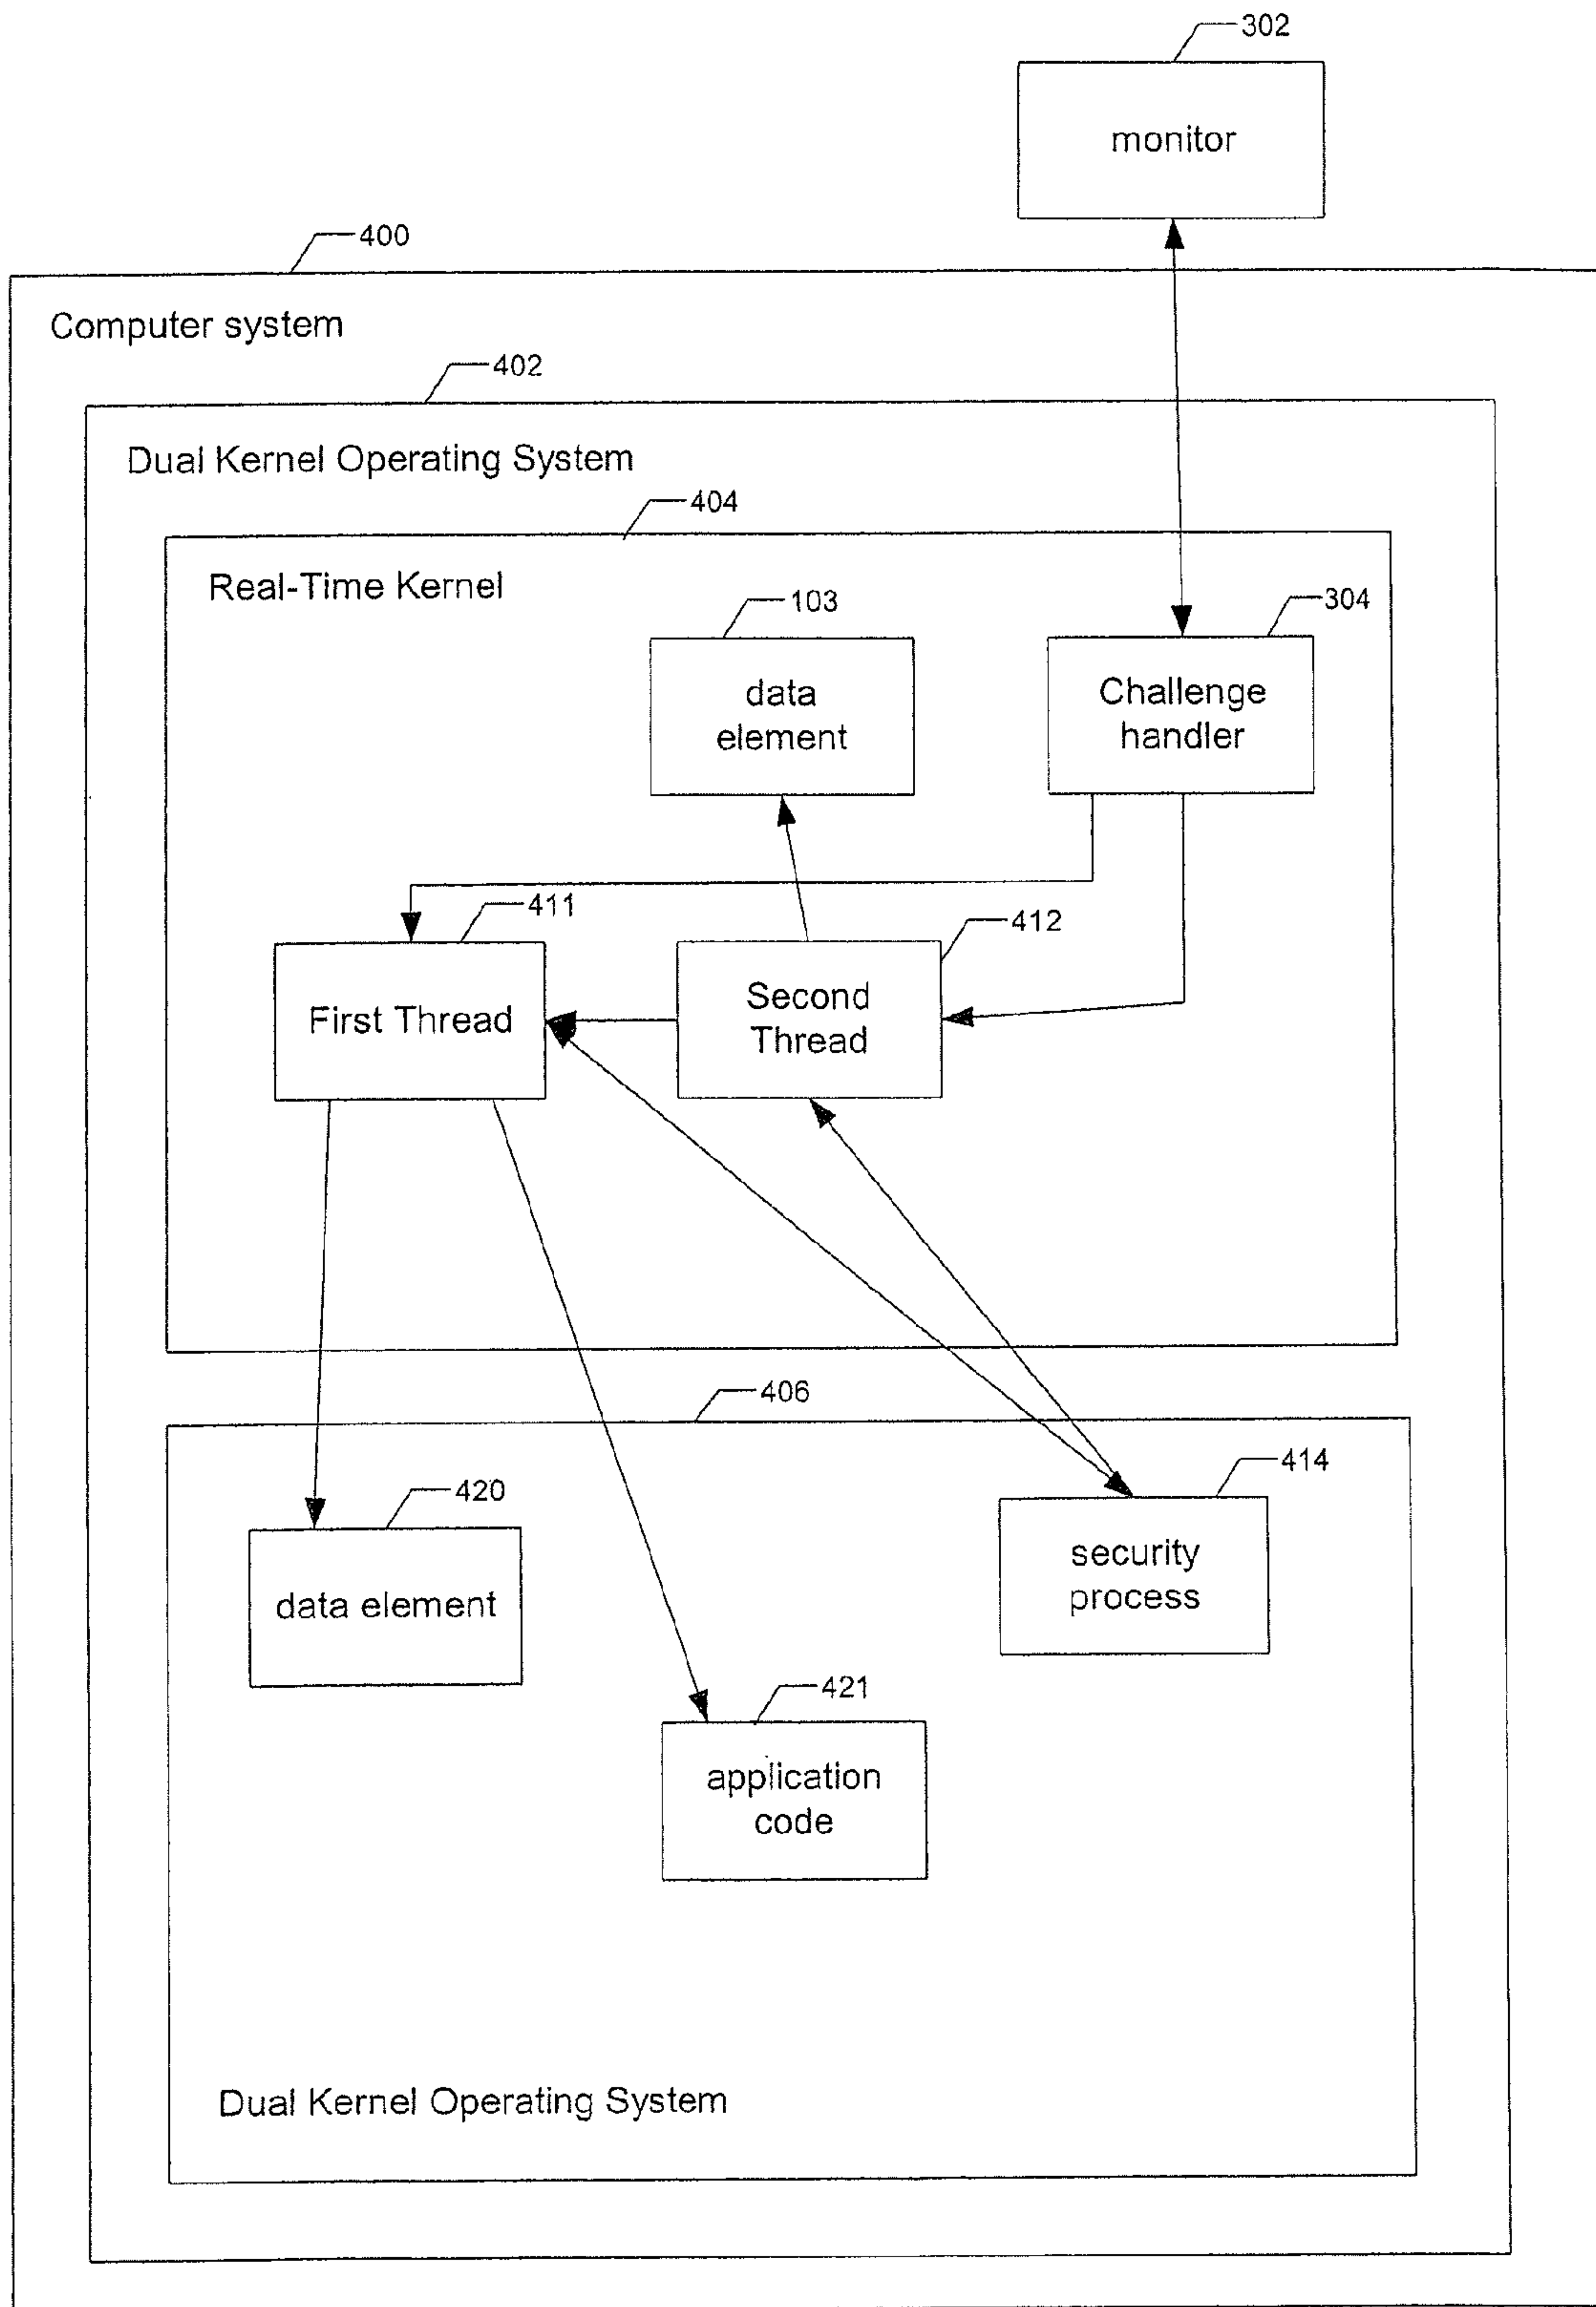 302
monitor
400
Computer system
402
Dual Kernel Operating System
404
Real-Time Kernel
103
304
data
element
Challenge
handler
411
412
First Thread
Second
Thread
406
420
414
data element
security
process
421
application
code
Dual Kernel Operating System